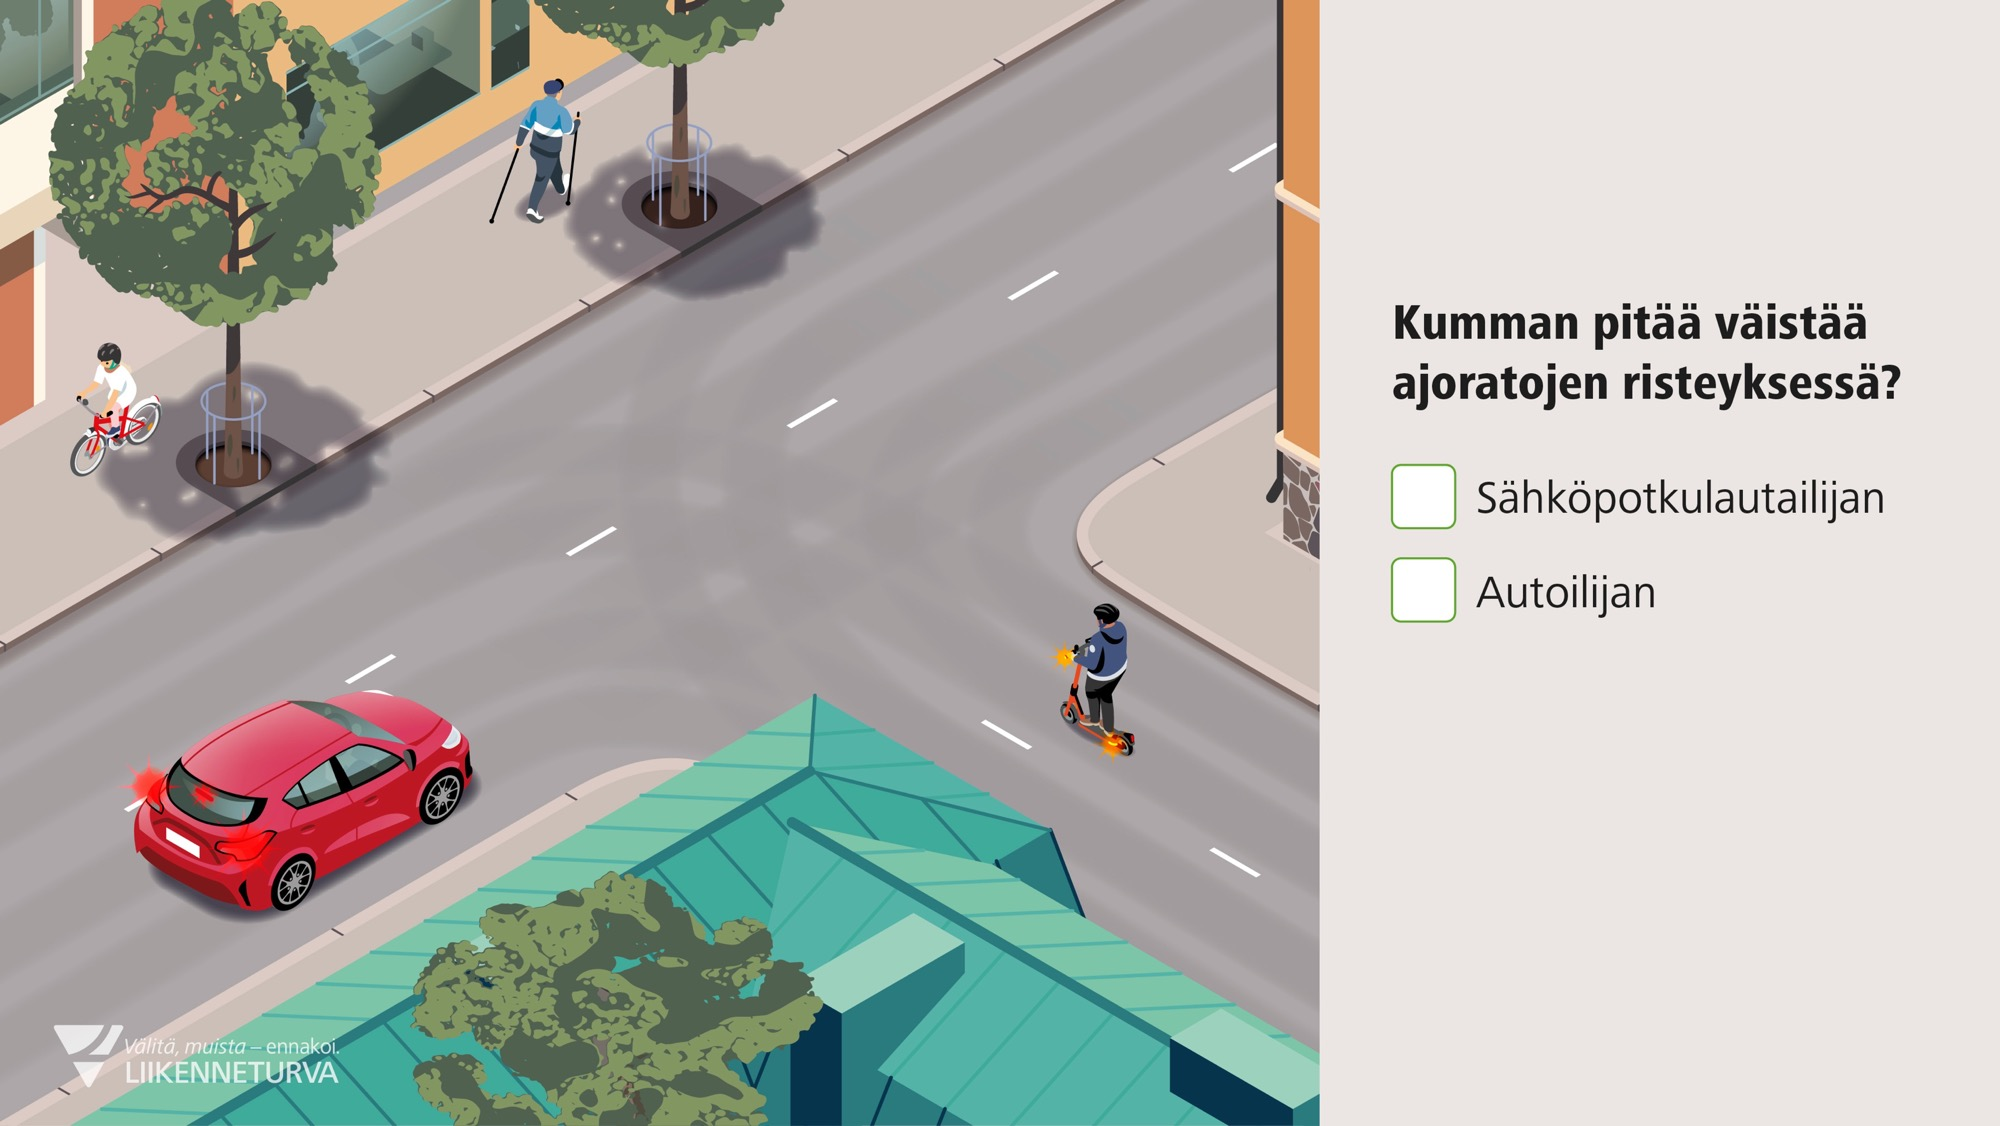 Kumman pitää väistää
ajoratojen risteyksessä?
Sähköpotkulautailijan
Autoilijan
Välitä, muista – ennakoi.
LIIKENNETURVA